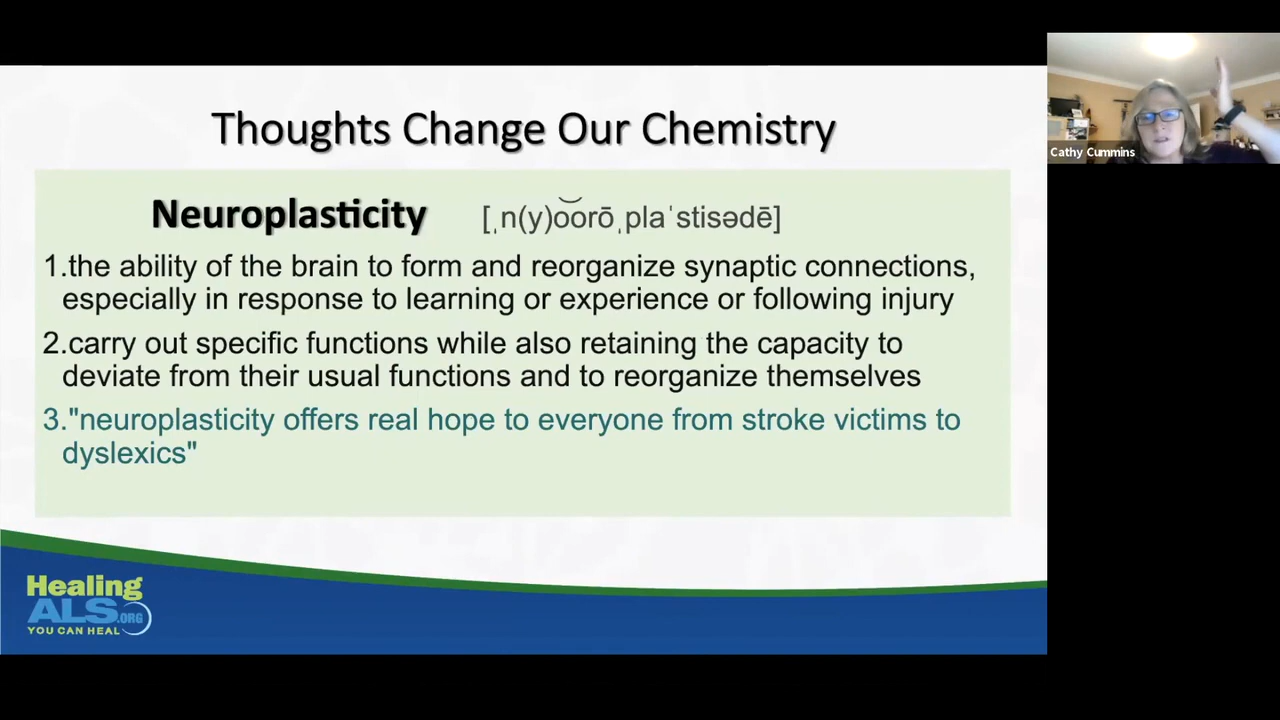 Thoughts Change Our Chemistry
Neuroplasticity [ˌn(y)o͝orōˌplaˈstisədē]
1.the ability of the brain to form and reorganize synaptic connections,
especially in response to learning or experience or following injury
2.carry out specific functions while also retaining the capacity to
deviate from their usual functions and to reorganize themselves
3."neuroplasticity offers real hope to everyone from stroke victims to
dyslexics"
Healing
ALS.ORG
YOU CAN HEAL
Cathy Cummins